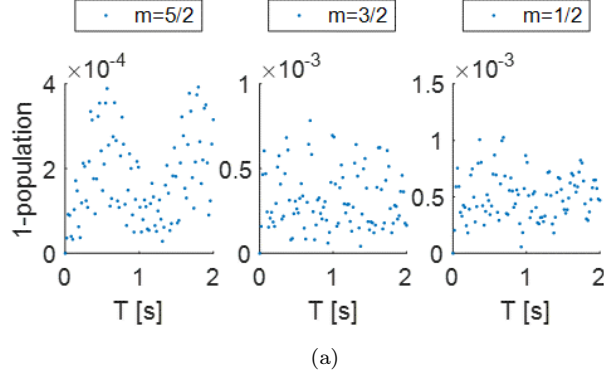 m=5/2 m=3/2 m=1/2
×10⁻⁴ ×10⁻³ ×10⁻³
4 1 1.5
1
2 0.5
0.5
0 0 0
0 1 2 0 1 2 0 1 2
1-population
T [s] T [s] T [s]
(a)